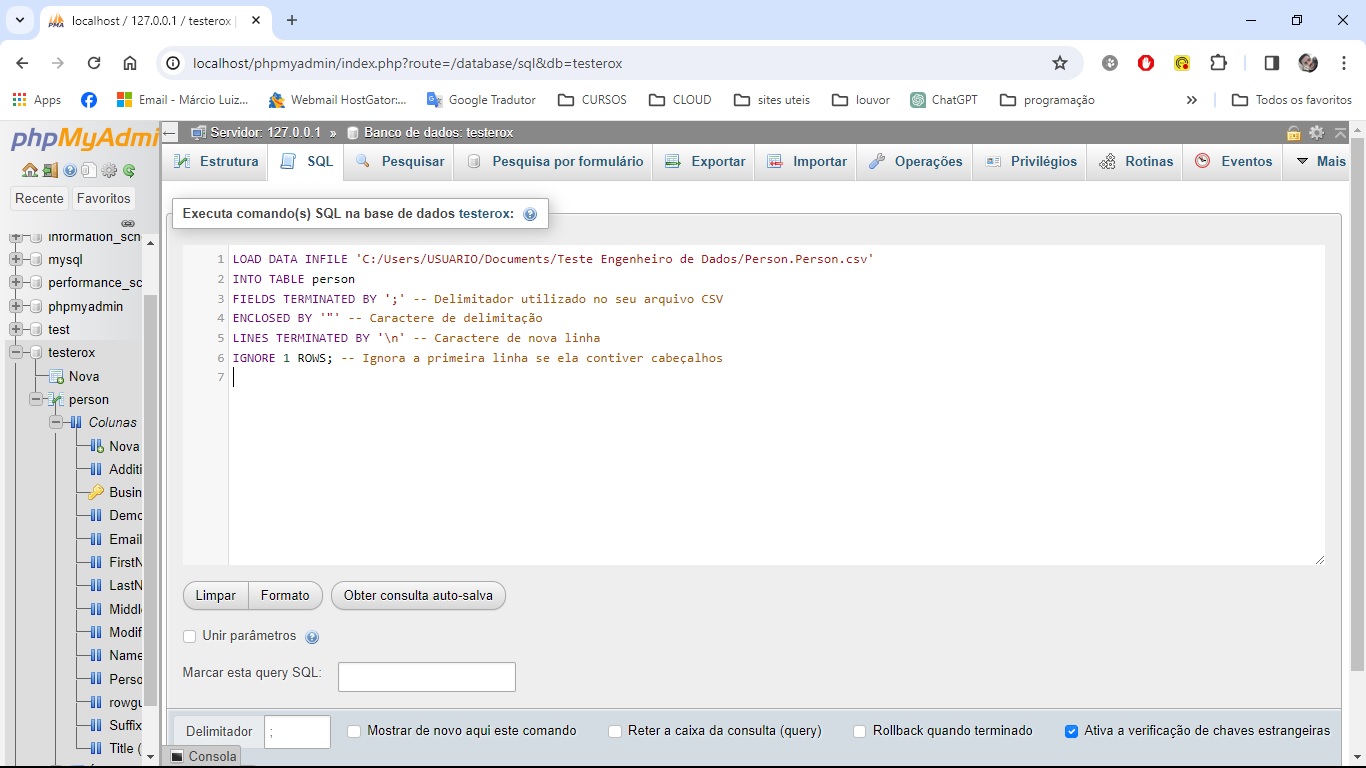 localhost / 127.0.0.1 / testerox
localhost/phpmyadmin/index.php?route=/database/sql&db=testerox
Apps
Email - Márcio Luiz...
Webmail HostGator:...
Google Tradutor
CURSOS
CLOUD
sites uteis
louvor
ChatGPT
programação
»
Todos os favoritos
phpMyAdmi
Recente
Favoritos
information_sch
mysql
performance_sc
phpmyadmin
test
testerox
Nova
person
Colunas
Nova
Additi
Busin
Demo
Email
FirstN
LastN
Middl
Modif
Name
Perso
rowgu
Suffix
Title (
Servidor: 127.0.0.1 » Banco de dados: testerox
Estrutura
SQL
Pesquisar
Pesquisa por formulário
Exportar
Importar
Operações
Privilégios
Rotinas
Eventos
Mais
Executa comando(s) SQL na base de dados testerox:
1 LOAD DATA INFILE 'C:/Users/USUARIO/Documents/Teste Engenheiro de Dados/Person.Person.csv'
2 INTO TABLE person
3 FIELDS TERMINATED BY ';' -- Delimitador utilizado no seu arquivo CSV
4 ENCLOSED BY '"' -- Caractere de delimitação
5 LINES TERMINATED BY '\n' -- Caractere de nova linha
6 IGNORE 1 ROWS; -- Ignora a primeira linha se ela contiver cabeçalhos
7
Limpar
Formato
Obter consulta auto-salva
Unir parâmetros
Marcar esta query SQL:
Delimitador
;
Mostrar de novo aqui este comando
Reter a caixa da consulta (query)
Rollback quando terminado
Ativa a verificação de chaves estrangeiras
Consola